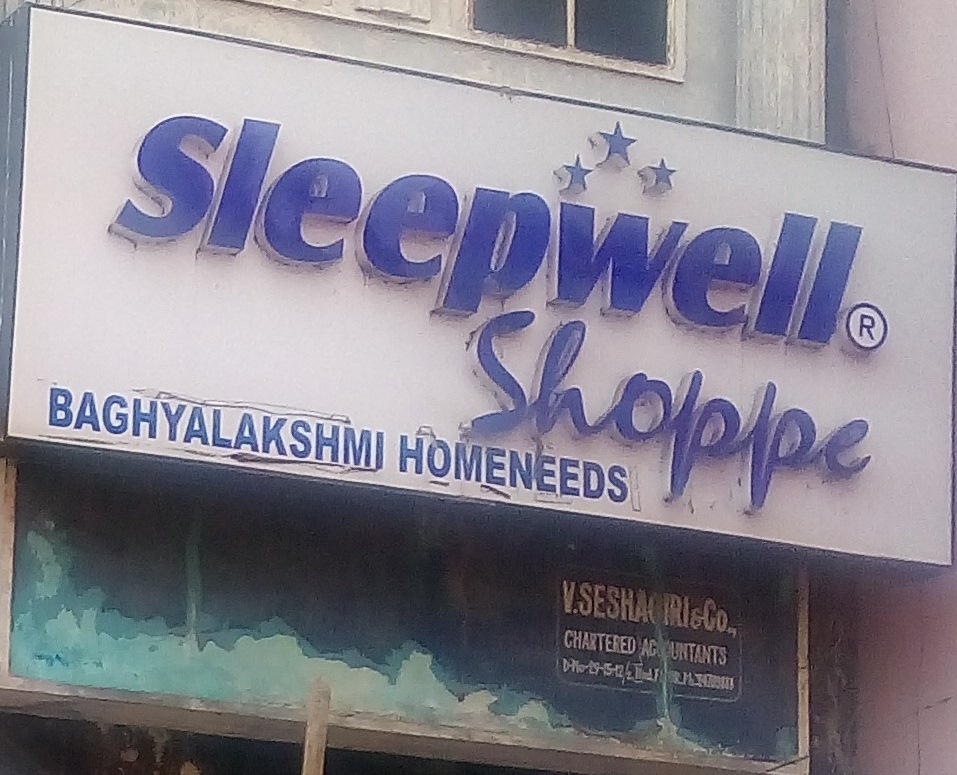 Sleepwell®
Shoppe
BAGHYALAKSHMI HOMENEEDS
V.SESHAGIRI&Co.,
CHARTERED ACCOUNTANTS